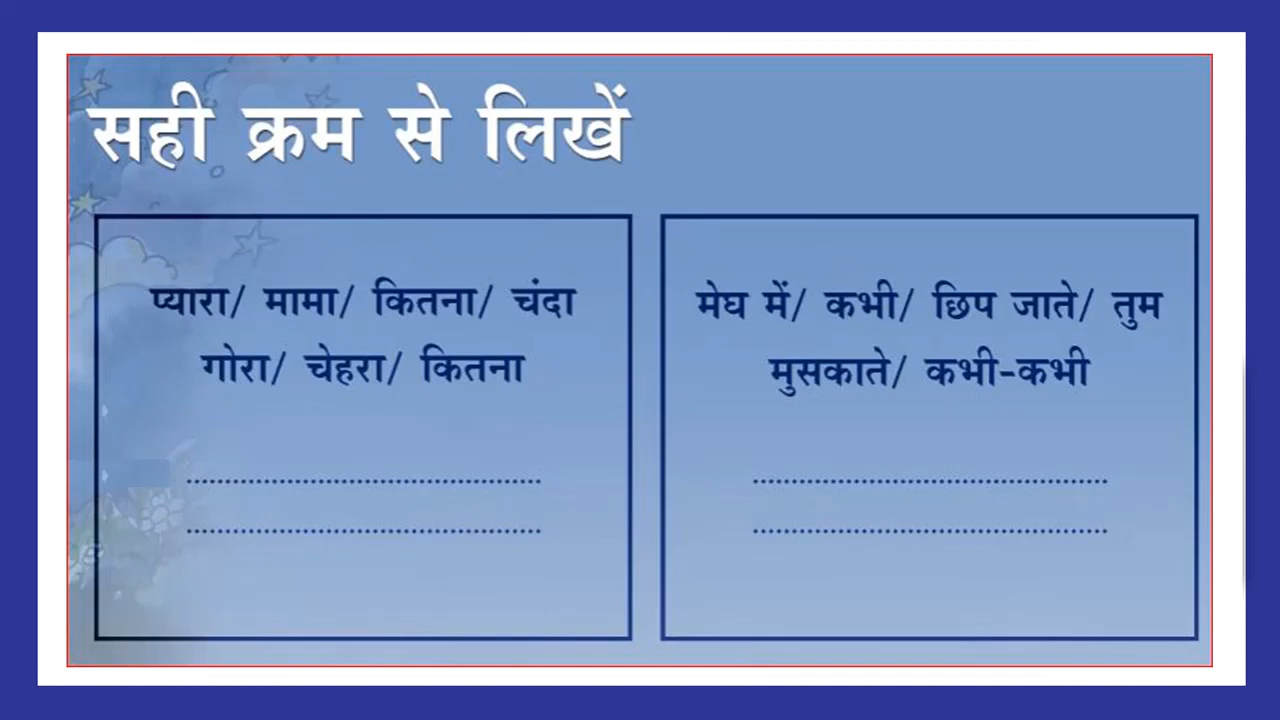 सही क्रम से लिखें
प्यारा/ मामा/ कितना/ चंदा
गोरा/ चेहरा/ कितना
मेघ में/ कभी/ छिप जाते/ तुम
मुसकाते/ कभी-कभी